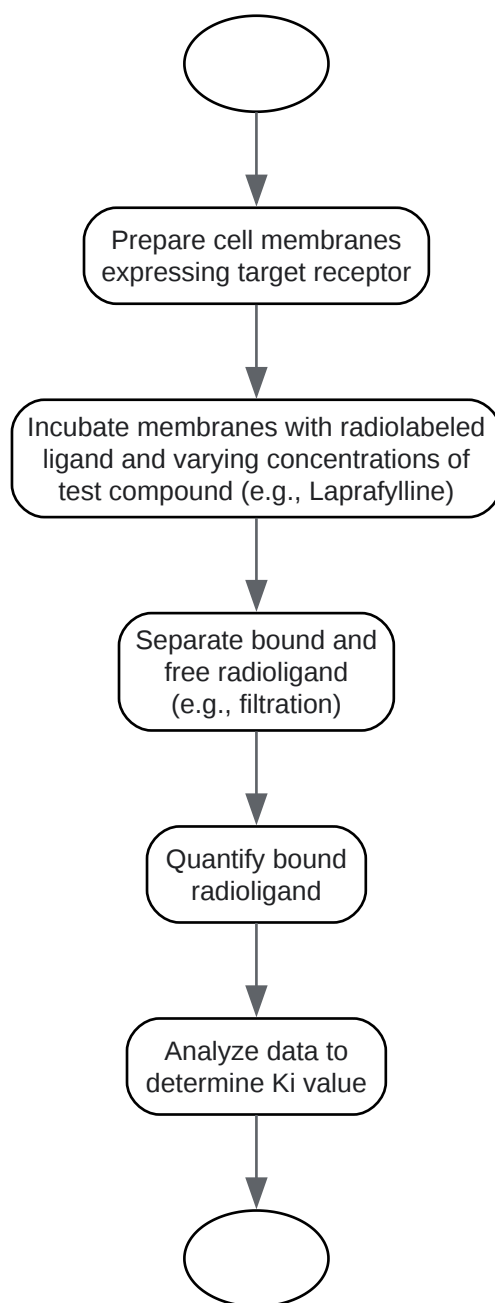 Prepare cell membranes
expressing target receptor
Incubate membranes with radiolabeled
ligand and varying concentrations of
test compound (e.g., Laprafylline)
Separate bound and
free radioligand
(e.g., filtration)
Quantify bound
radioligand
Analyze data to
determine Ki value